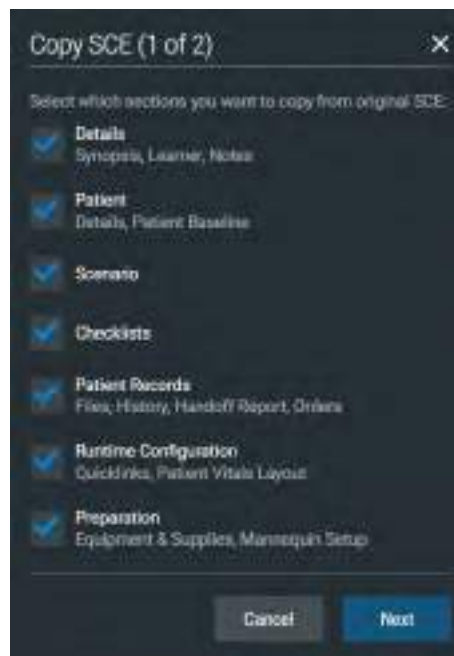 Copy SCE (1 of 2)
Select which sections you want to copy from original SCE:
Details
Synopsis, Learner, Notes
Patient
Details, Patient Baseline
Scenario
Checklists
Patient Records
Files, History, Handoff Report, Orders
Runtime Configuration
Quicklinks, Patient Vitals Layout
Preparation
Equipment & Supplies, Mannequin Setup
Cancel Next